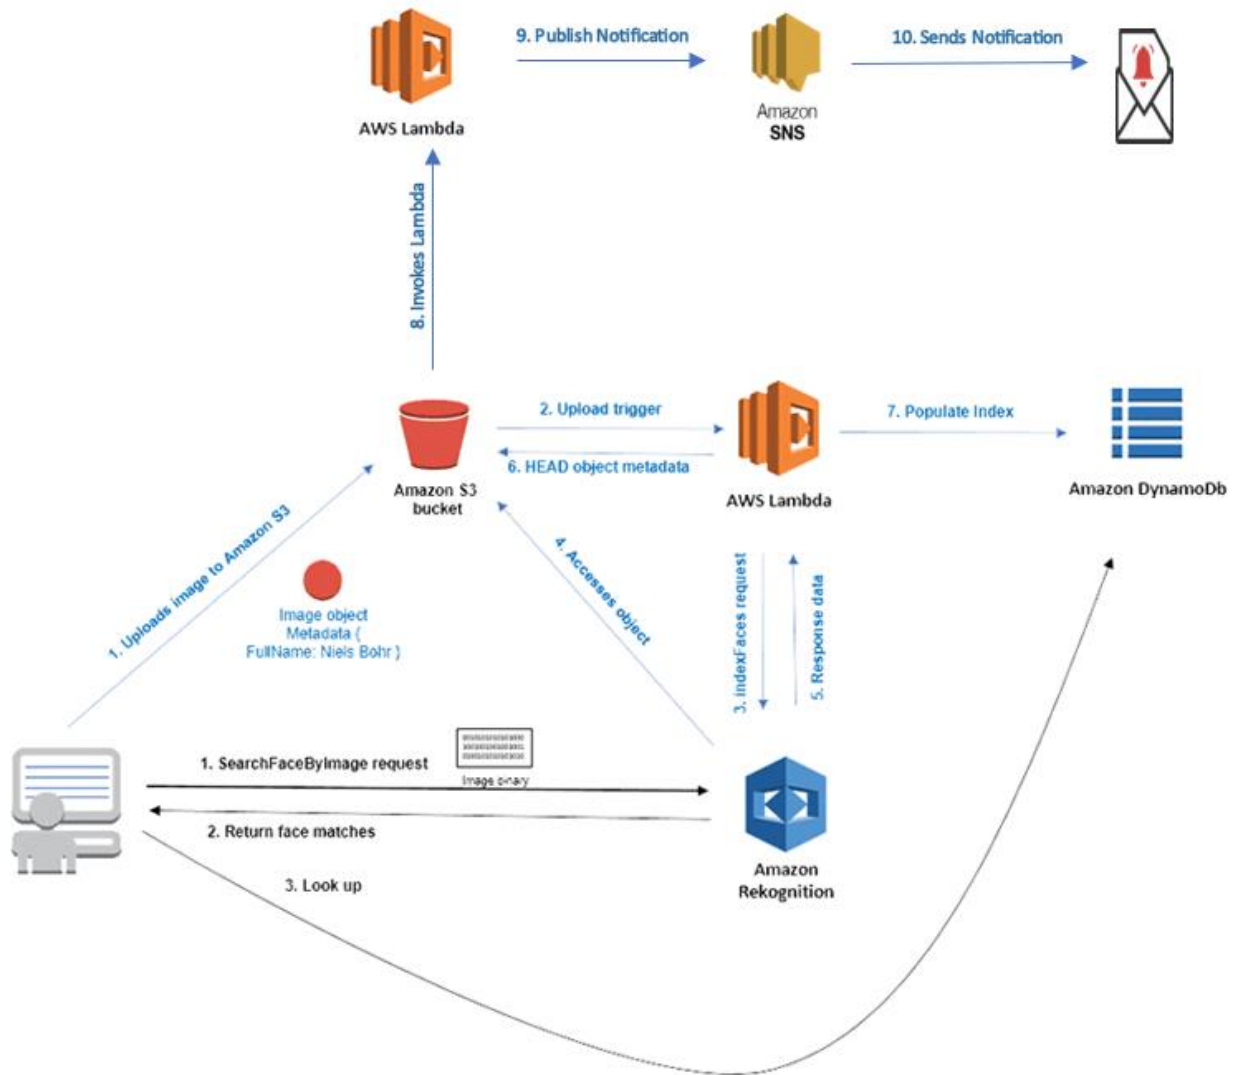 9. Publish Notification
10. Sends Notification
AWS Lambda
Amazon
SNS
8. Invokes Lambda
2. Upload trigger
7. Populate Index
6. HEAD object metadata
Amazon S3
bucket
AWS Lambda
Amazon DynamoDb
1. Uploads image to Amazon S3
4. Accesses object
3. indexFaces request
5. Response data
Image object
Metadata {
FullName: Niels Bohr }
1. SearchFaceByImage request
Image binary
2. Return face matches
3. Look up
Amazon
Rekognition